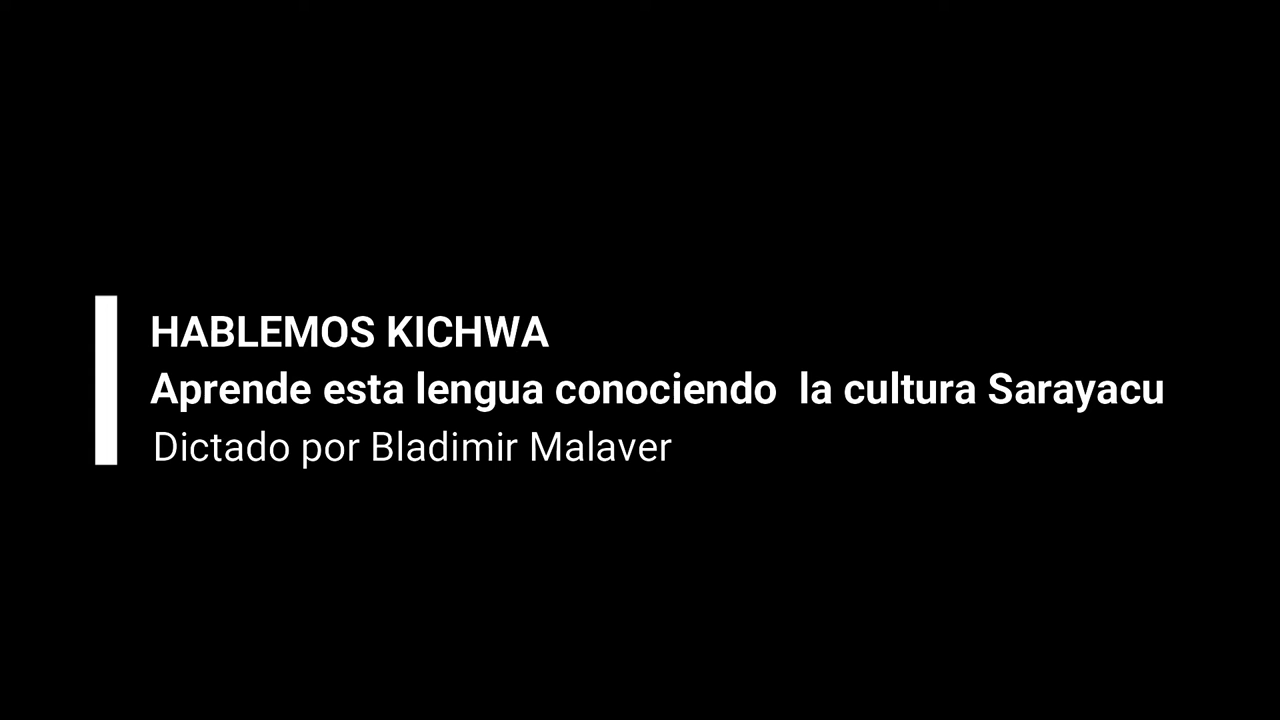 HABLEMOS KICHWA
Aprende esta lengua conociendo  la cultura Sarayacu
Dictado por Bladimir Malaver